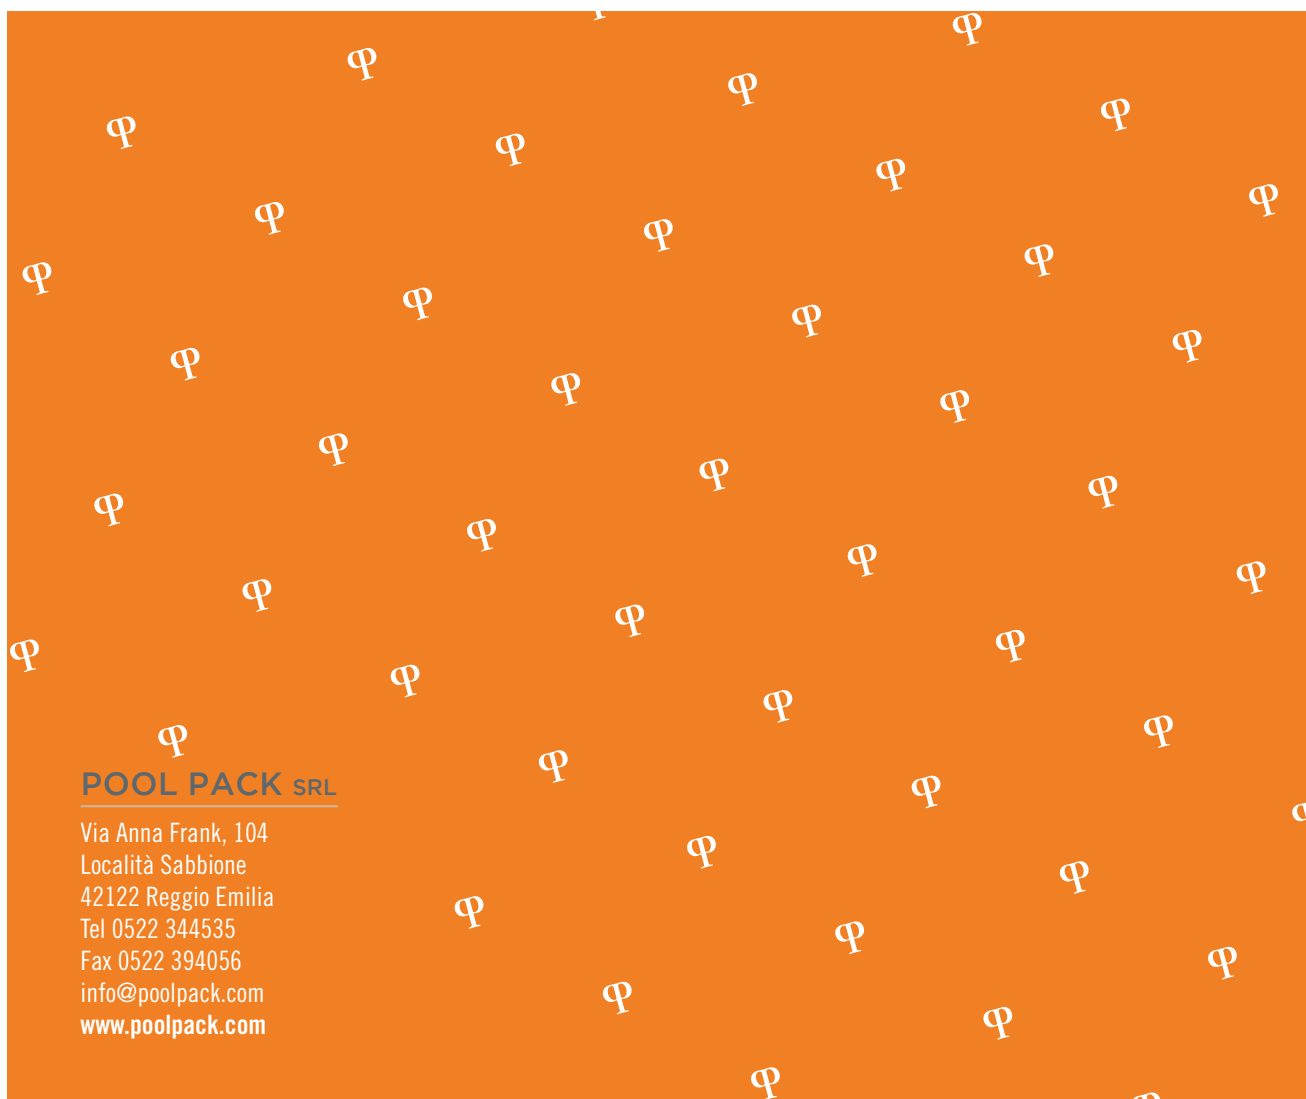 POOL PACK SRL
Via Anna Frank, 104
Località Sabbione
42122 Reggio Emilia
Tel 0522 344535
Fax 0522 394056
info@poolpack.com
www.poolpack.com